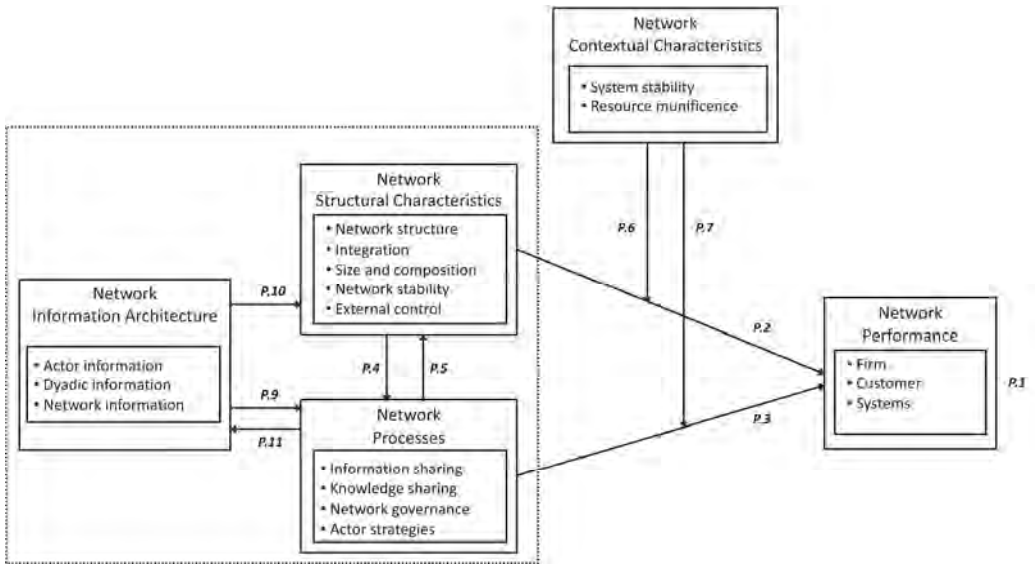 Network
Contextual Characteristics
• System stability
• Resource munificence
Network
Structural Characteristics
• Network structure
• Integration
• Size and composition
• Network stability
• External control
P.6
P.7
Network
Information Architecture
• Actor information
• Dyadic information
• Network information
P.10
P.4
P.5
P.9
P.11
Network
Processes
• Information sharing
• Knowledge sharing
• Network governance
• Actor strategies
P.2
P.3
Network
Performance
• Firm
• Customer
• Systems
P.1